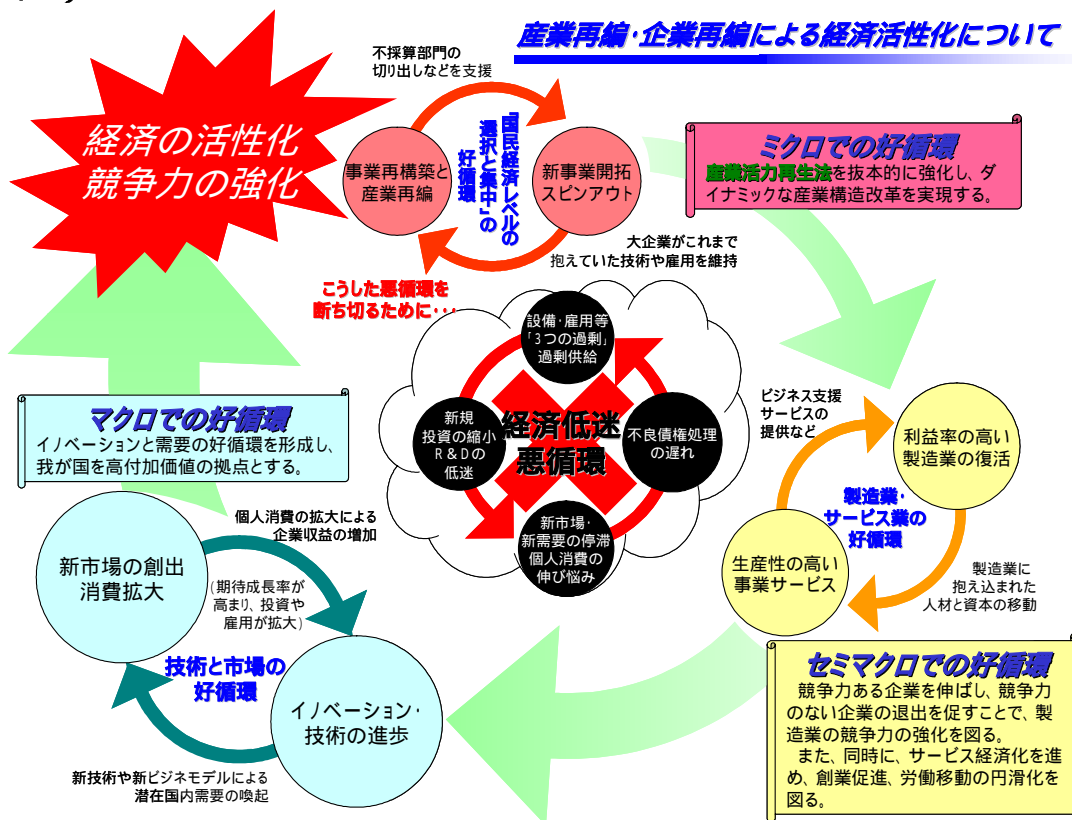 産業再編・企業再編による経済活性化について
経済の活性化
競争力の強化
不採算部門の
切り出しなどを支援
事業再構築と
産業再編
「国民経済レベルの
選択と集中」の
好循環
新事業開拓
スピンアウト
大企業がこれまで
抱えていた技術や雇用を維持
ミクロでの好循環
産業活力再生法を抜本的に強化し、ダ
イナミックな産業構造改革を実現する。
こうした悪循環を
断ち切るために・・・
設備・雇用等
「3つの過剰」
過剰供給
新規
投資の縮小
R&Dの
低迷
経済低迷
悪循環
不良債権処理
の遅れ
新市場・
新需要の停滞
個人消費の
伸び悩み
ビジネス支援
サービスの
提供など
利益率の高い
製造業の復活
製造業・
サービス業の
好循環
生産性の高い
事業サービス
製造業に
抱え込まれた
人材と資本の移動
セミマクロでの好循環
競争力ある企業を伸ばし、競争力
のない企業の退出を促すことで、製
造業の競争力の強化を図る。
また、同時に、サービス経済化を進
め、創業促進、労働移動の円滑化を
図る。
マクロでの好循環
イノベーションと需要の好循環を形成し、
我が国を高付加価値の拠点とする。
個人消費の拡大による
企業収益の増加
新市場の創出
消費拡大
(期待成長率が
高まり、投資や
雇用が拡大)
技術と市場の
好循環
イノベーション・
技術の進歩
新技術や新ビジネモデルによる
潜在国内需要の喚起